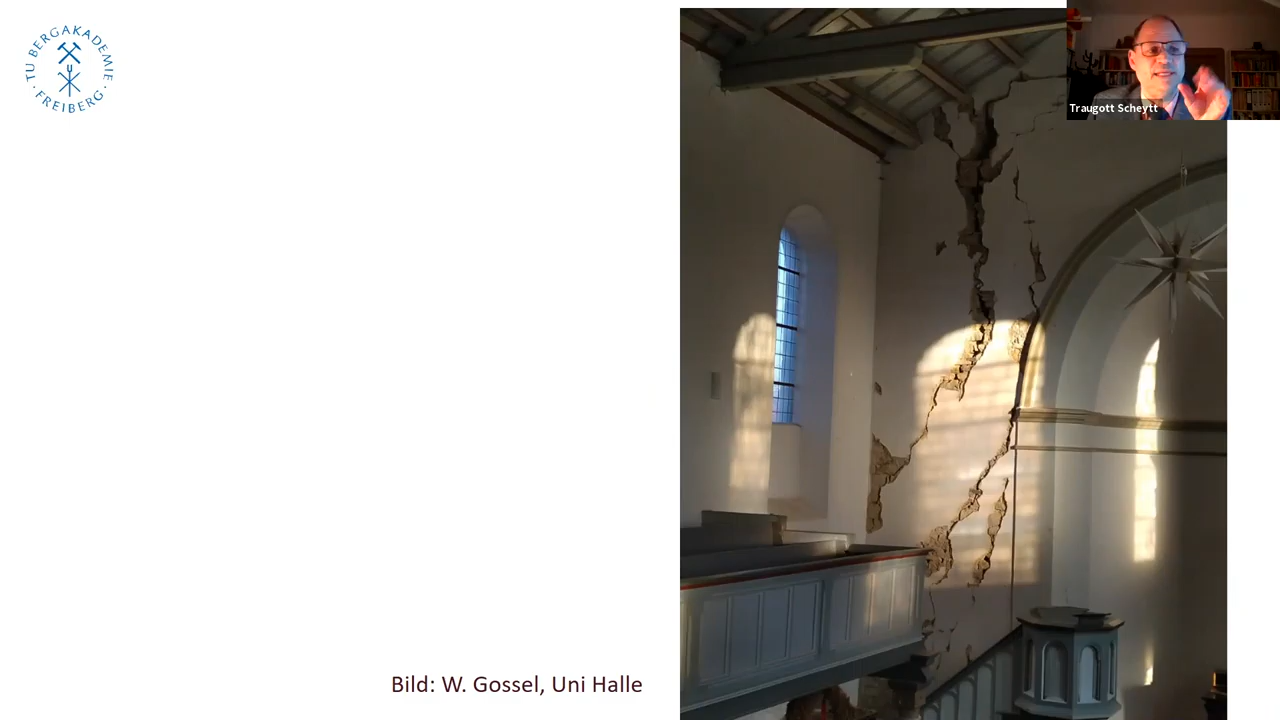 TU BERGAKADEMIE
· FREIBERG ·
Traugott Scheytt
Bild: W. Gossel, Uni Halle